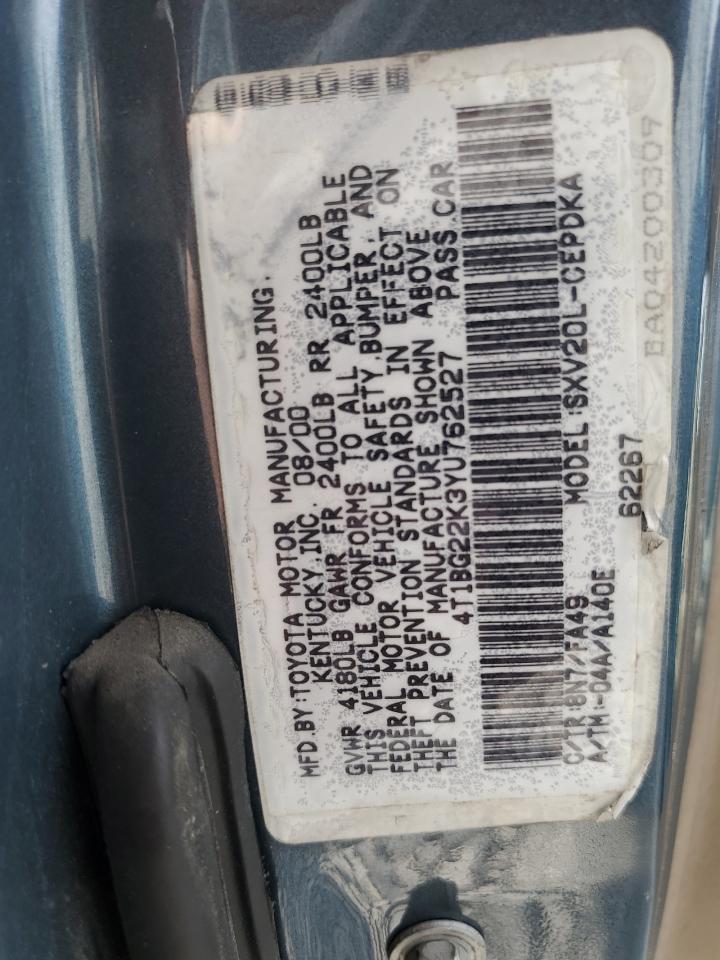 MFD.BY:TOYOTA MOTOR MANUFACTURING,
KENTUCKY,INC. 08/00
GVWR 4180LB GAWR FR 2400LB RR 2400LB
THIS VEHICLE CONFORMS TO ALL APPLICABLE
FEDERAL MOTOR VEHICLE SAFETY,BUMPER, AND
THEFT PREVENTION STANDARDS IN EFFECT ON
THE DATE OF MANUFACTURE SHOWN ABOVE
4T1BG22K3YU762527 PASS.CAR
C/TR:8N7/FA49 MODEL:SXV20L-CEPDKA
A/TM:-04A/A140E 62267
BA04200309